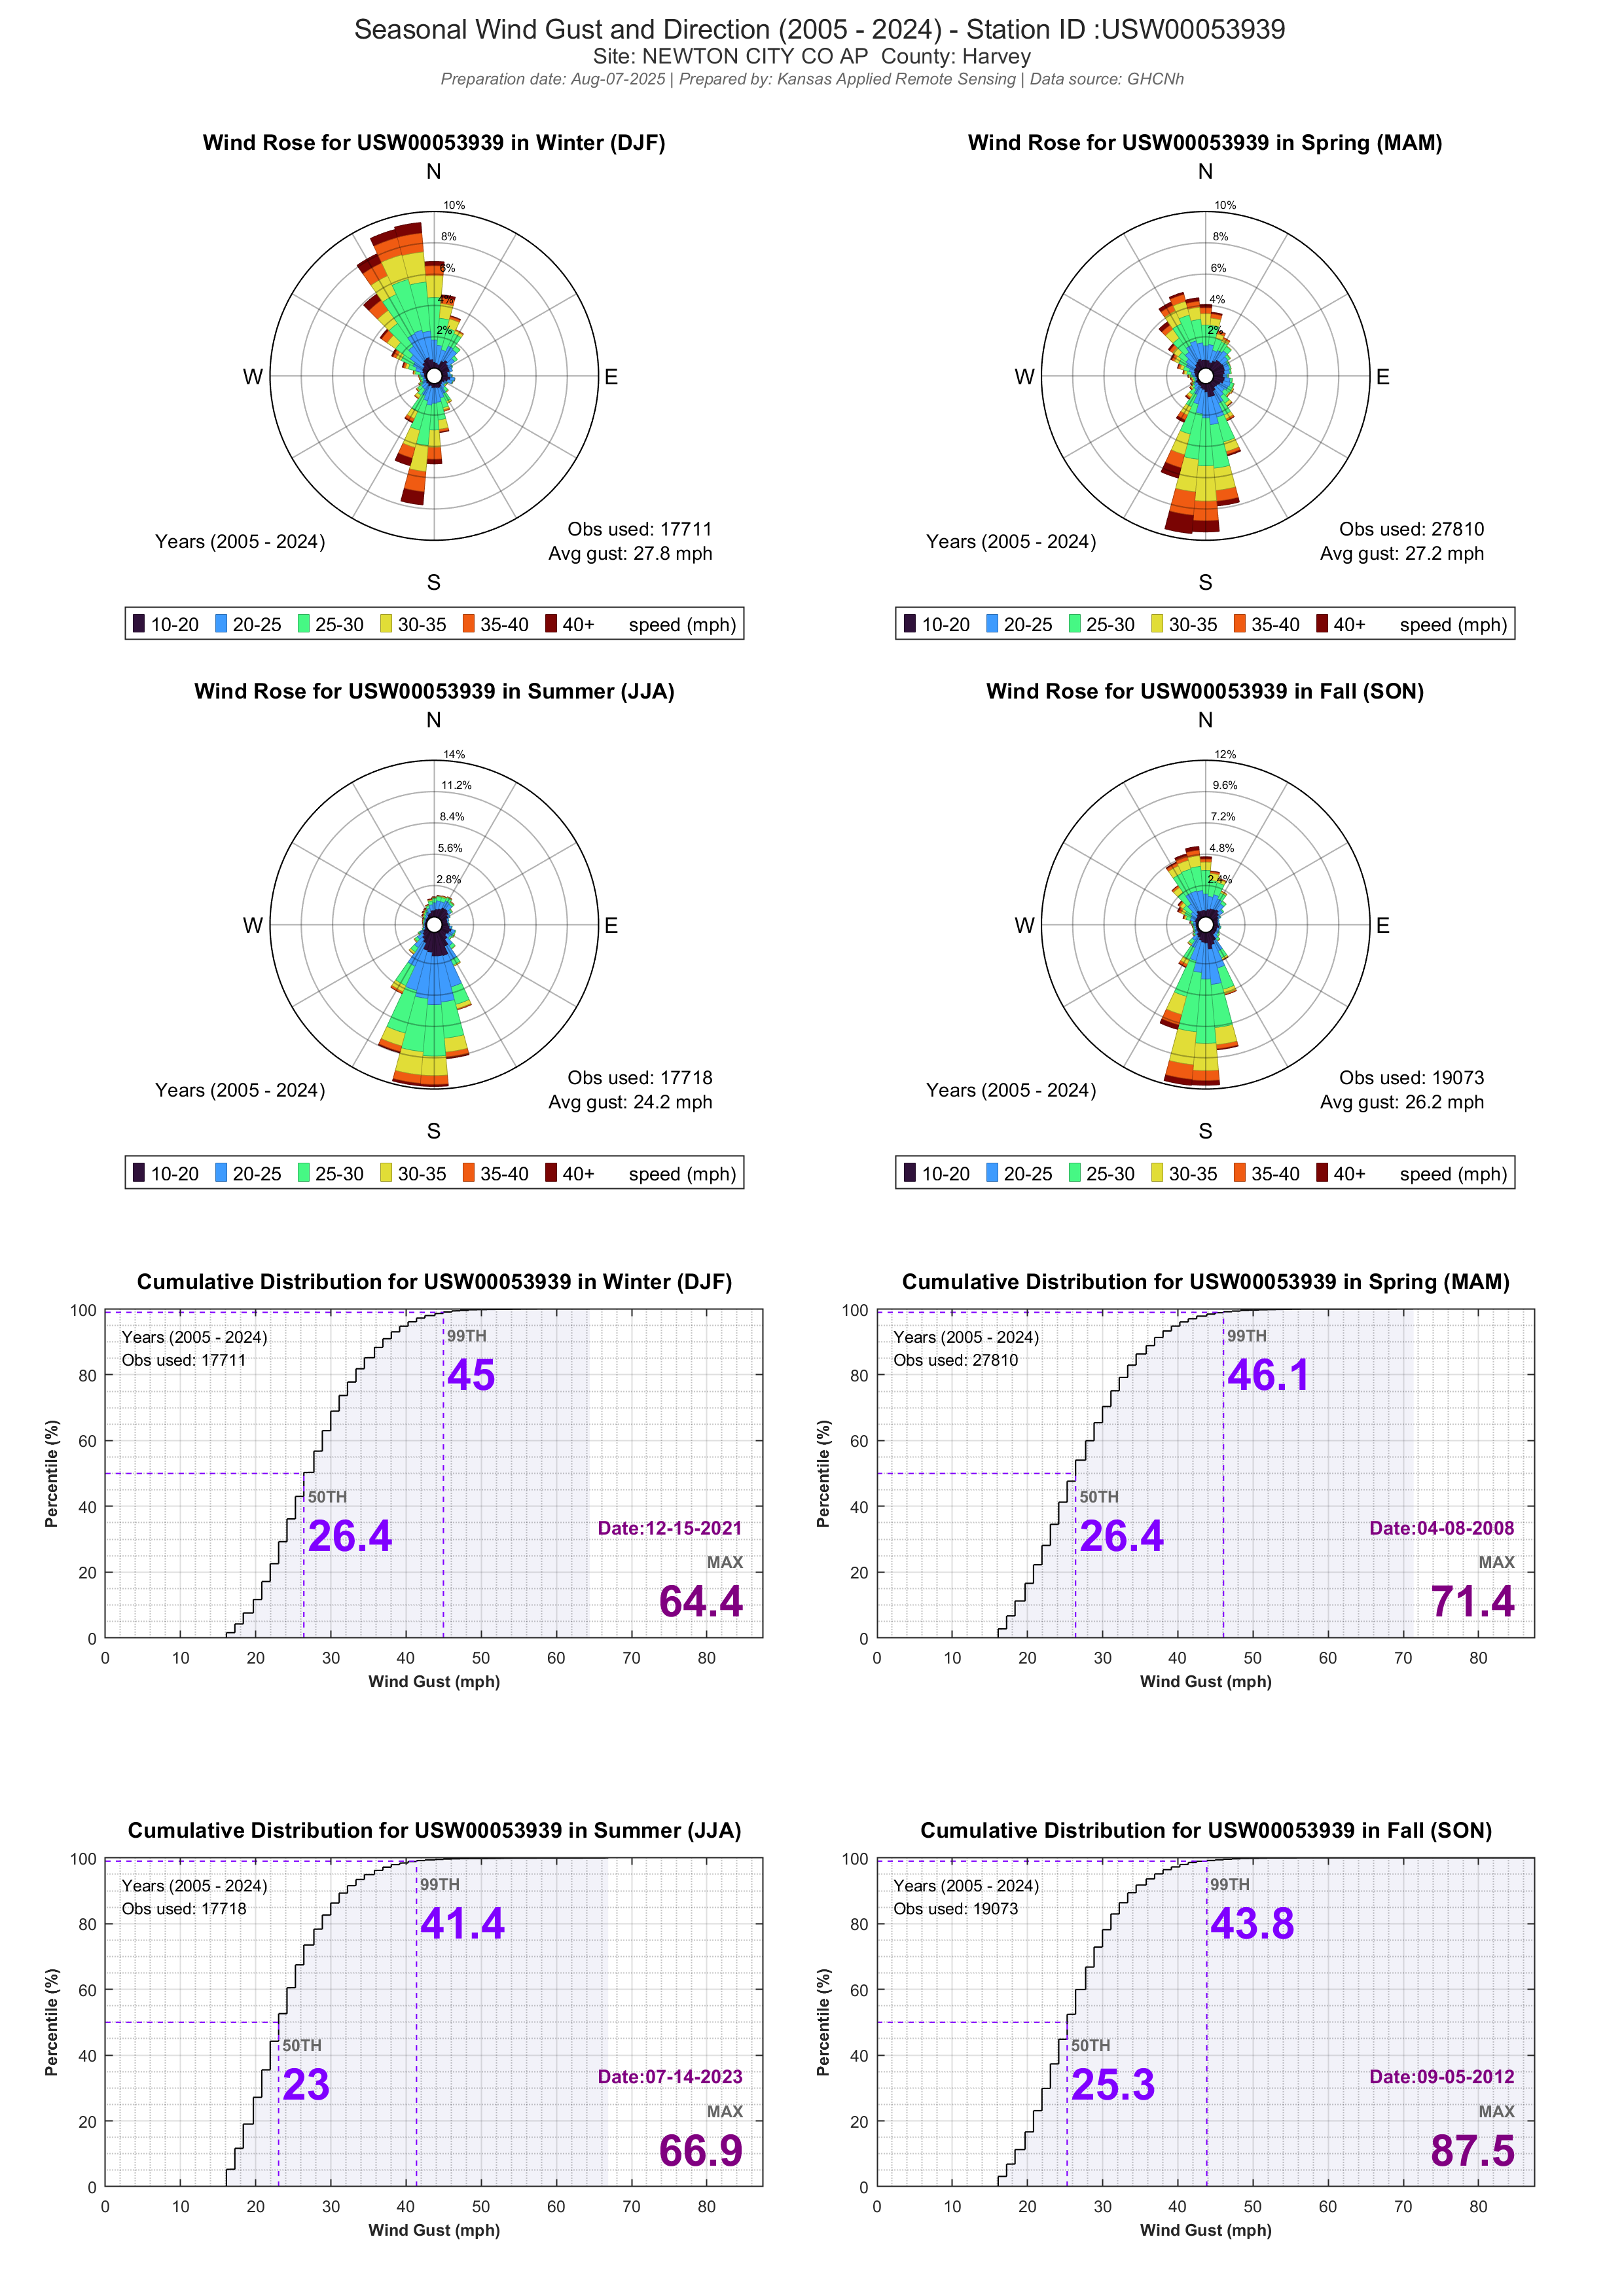 Seasonal Wind Gust and Direction (2005 - 2024) - Station ID :USW00053939
Site: NEWTON CITY CO AP  County: Harvey
Preparation date: Aug-07-2025 | Prepared by: Kansas Applied Remote Sensing | Data source: GHCNh
Wind Rose for USW00053939 in Winter (DJF)
N
10%
8%
6%
4%
2%
W
E
Years (2005 - 2024)
Obs used: 17711
Avg gust: 27.8 mph
S
10-20 20-25 25-30 30-35 35-40 40+ speed (mph)
Wind Rose for USW00053939 in Spring (MAM)
N
10%
8%
6%
4%
2%
W
E
Years (2005 - 2024)
Obs used: 27810
Avg gust: 27.2 mph
S
10-20 20-25 25-30 30-35 35-40 40+ speed (mph)
Wind Rose for USW00053939 in Summer (JJA)
N
14%
11.2%
8.4%
5.6%
2.8%
W
E
Years (2005 - 2024)
Obs used: 17718
Avg gust: 24.2 mph
S
10-20 20-25 25-30 30-35 35-40 40+ speed (mph)
Wind Rose for USW00053939 in Fall (SON)
N
12%
9.6%
7.2%
4.8%
2.4%
W
E
Years (2005 - 2024)
Obs used: 19073
Avg gust: 26.2 mph
S
10-20 20-25 25-30 30-35 35-40 40+ speed (mph)
Cumulative Distribution for USW00053939 in Winter (DJF)
Percentile (%)
100
80
60
40
20
0
Years (2005 - 2024)
Obs used: 17711
99TH
45
50TH
26.4
Date:12-15-2021
MAX
64.4
0 10 20 30 40 50 60 70 80
Wind Gust (mph)
Cumulative Distribution for USW00053939 in Spring (MAM)
Percentile (%)
100
80
60
40
20
0
Years (2005 - 2024)
Obs used: 27810
99TH
46.1
50TH
26.4
Date:04-08-2008
MAX
71.4
0 10 20 30 40 50 60 70 80
Wind Gust (mph)
Cumulative Distribution for USW00053939 in Summer (JJA)
Percentile (%)
100
80
60
40
20
0
Years (2005 - 2024)
Obs used: 17718
99TH
41.4
50TH
23
Date:07-14-2023
MAX
66.9
0 10 20 30 40 50 60 70 80
Wind Gust (mph)
Cumulative Distribution for USW00053939 in Fall (SON)
Percentile (%)
100
80
60
40
20
0
Years (2005 - 2024)
Obs used: 19073
99TH
43.8
50TH
25.3
Date:09-05-2012
MAX
87.5
0 10 20 30 40 50 60 70 80
Wind Gust (mph)